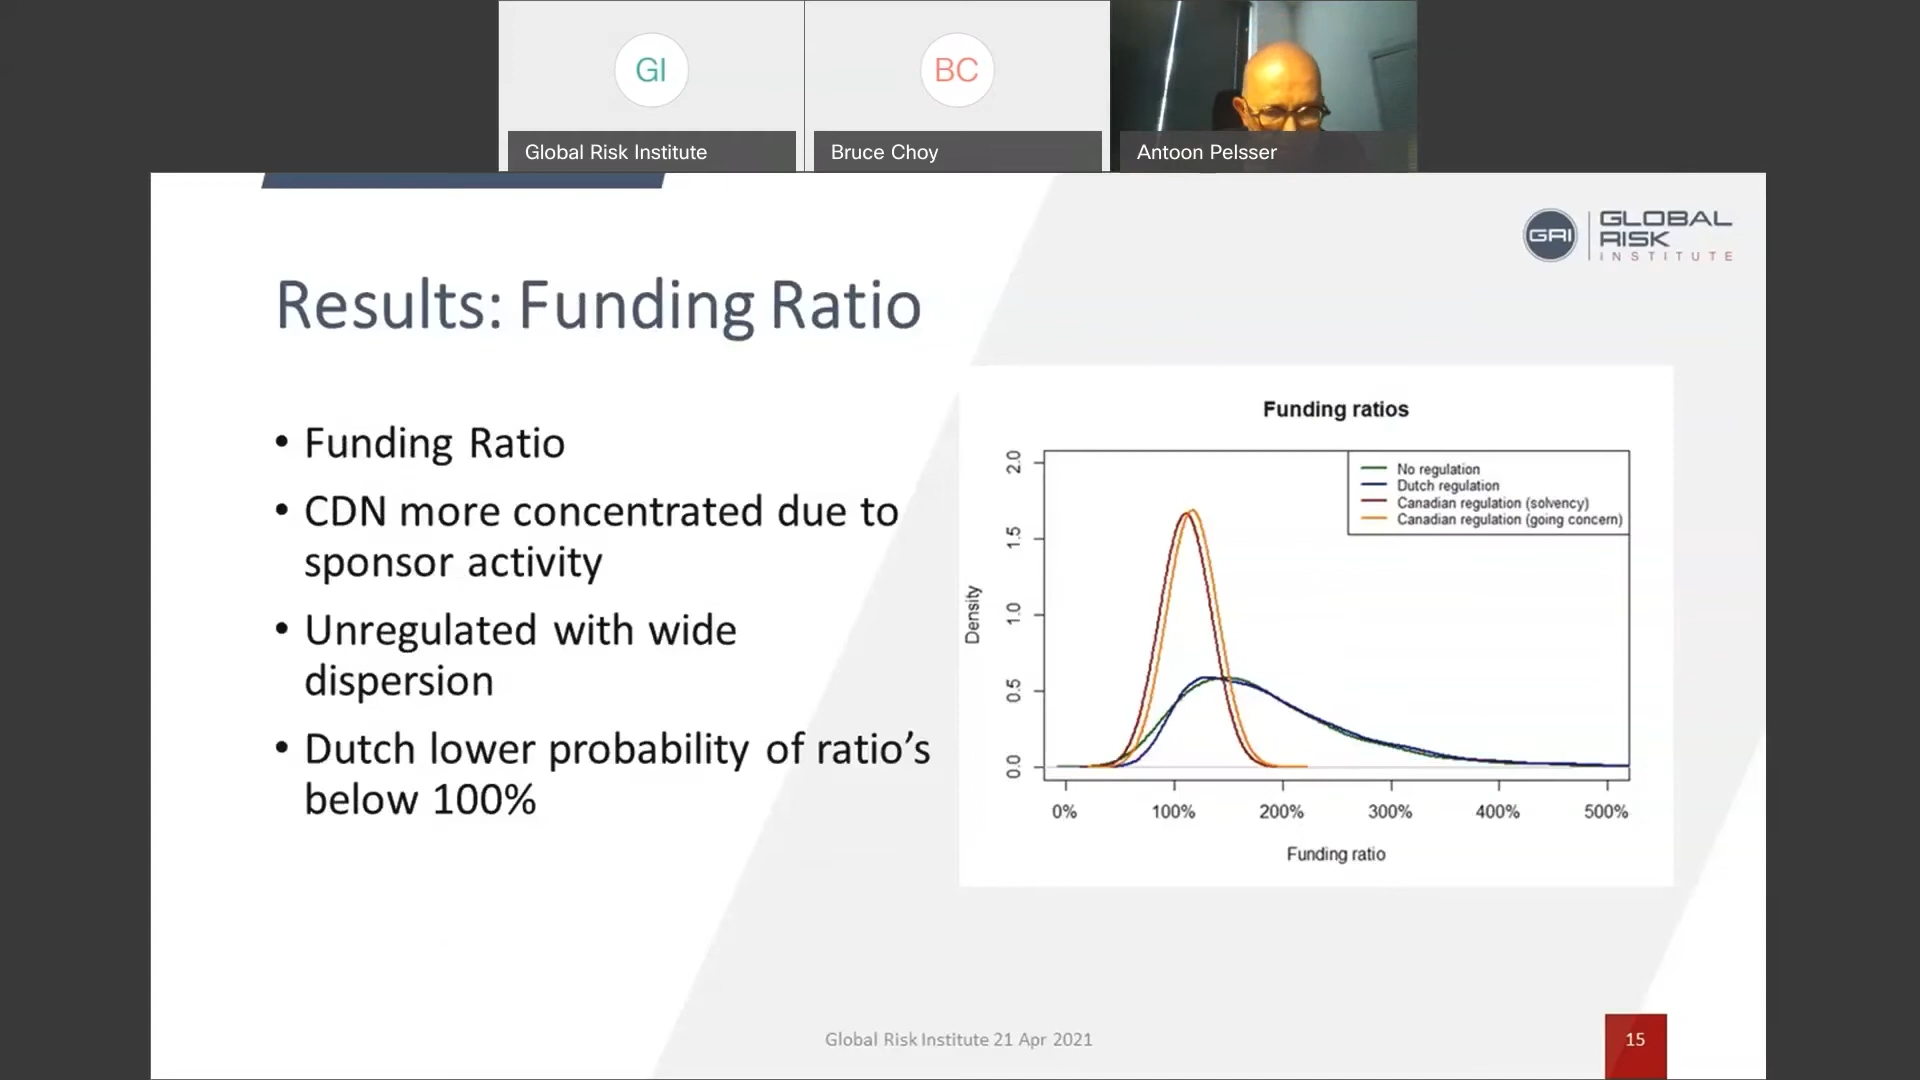 GI
BC
Global Risk Institute
Bruce Choy
Antoon Pelsser
GRI
GLOBAL
RISK
INSTITUTE
Results: Funding Ratio
• Funding Ratio
• CDN more concentrated due to
sponsor activity
• Unregulated with wide
dispersion
• Dutch lower probability of ratio’s
below 100%
Funding ratios
No regulation
Dutch regulation
Canadian regulation (solvency)
Canadian regulation (going concern)
Density
2.0
1.5
1.0
0.5
0.0
0% 100% 200% 300% 400% 500%
Funding ratio
Global Risk Institute 21 Apr 2021
15